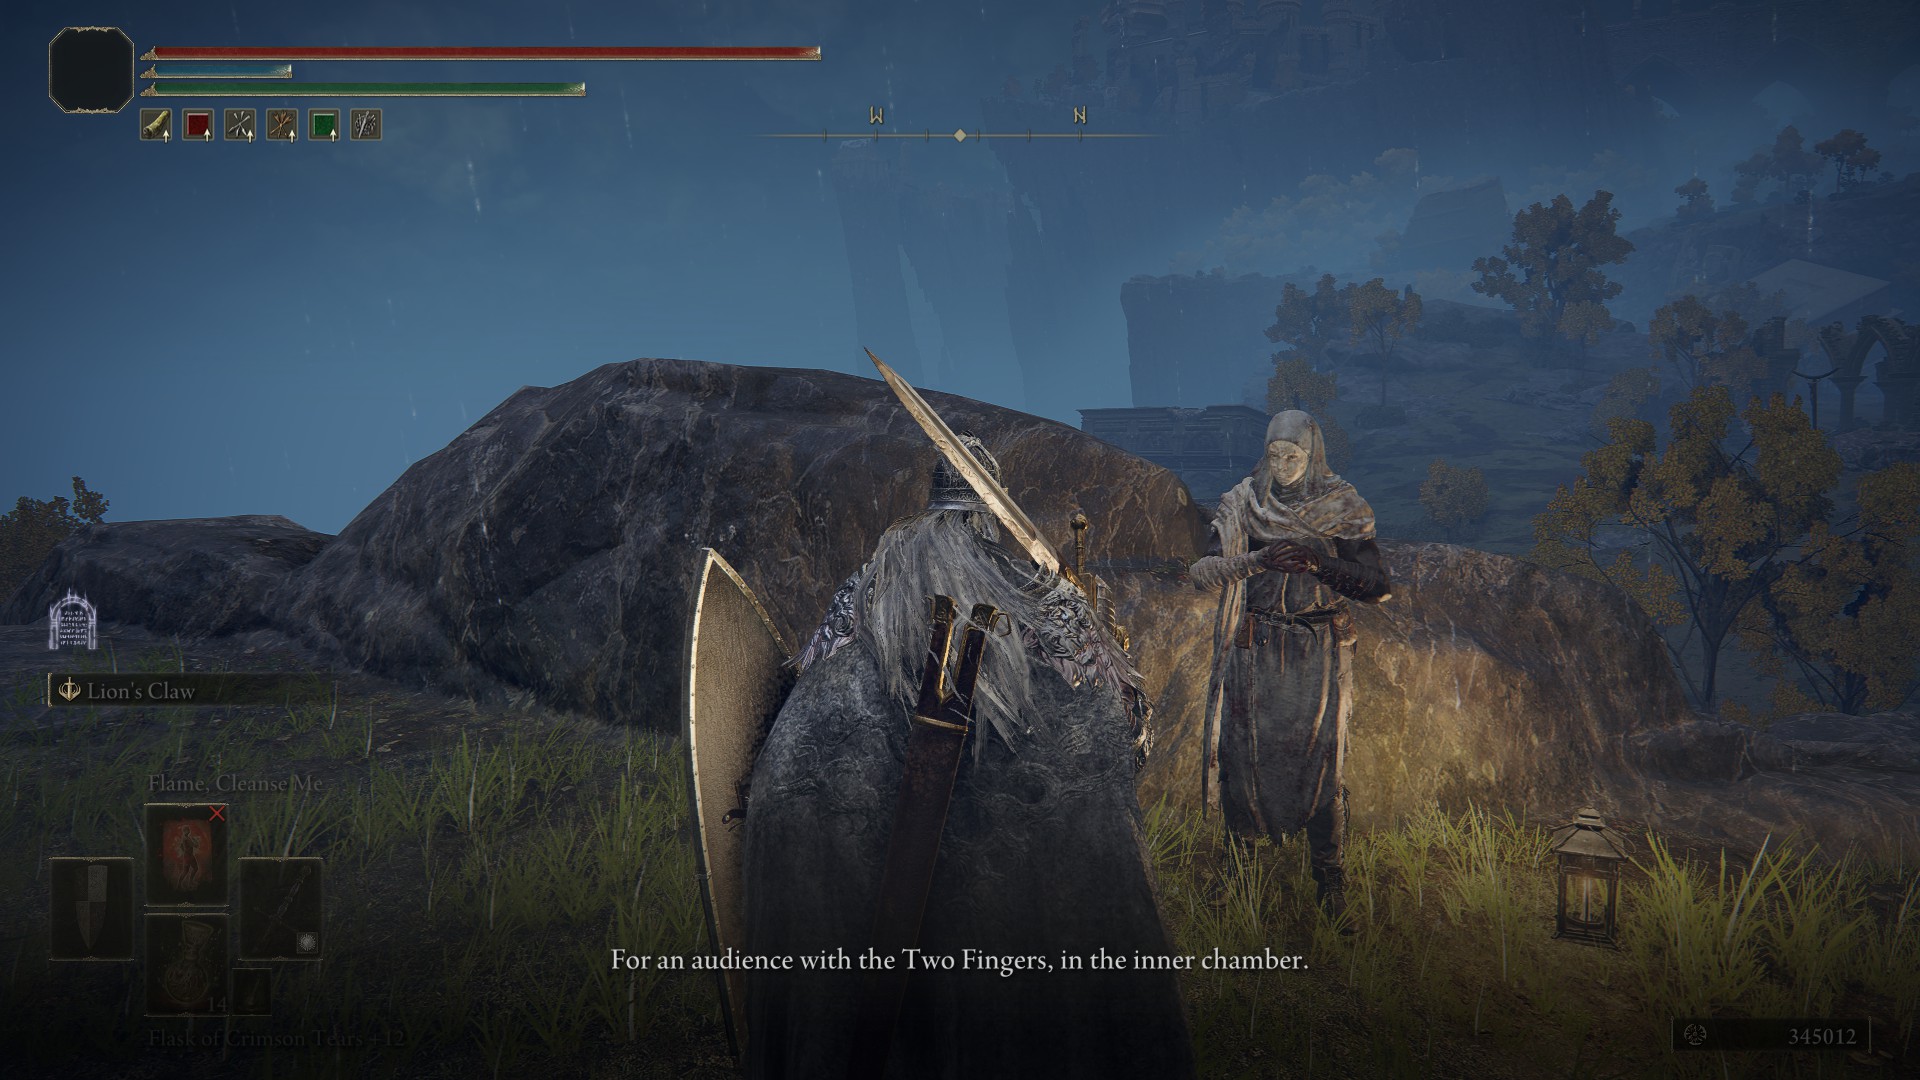 W
N
Lion's Claw
Flame, Cleanse Me
14
Flask of Crimson Tears +12
For an audience with the Two Fingers, in the inner chamber.
345012